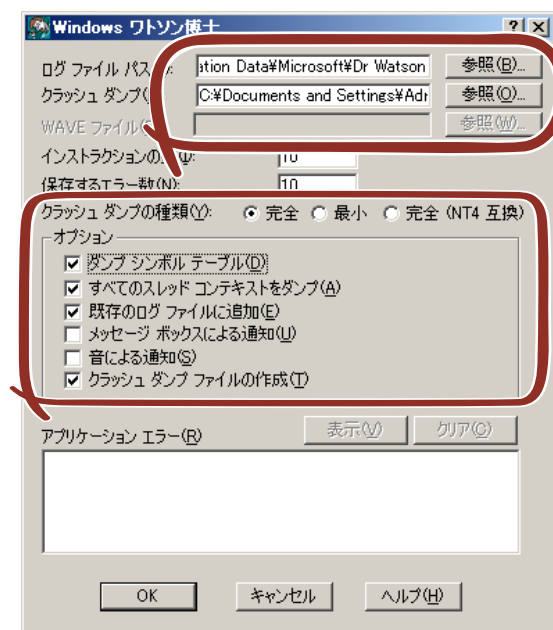 Windows ワトソン博士
ログ ファイル パス ation Data¥Microsoft¥Dr Watson 参照(B)...
クラッシュ ダンプ( C:¥Documents and Settings¥Adr 参照(O)...
WAVE ファイル( 参照(W)...
インストラクションの 10
保存するエラー数(N): 10
クラッシュ ダンプの種類(Y): 完全 最小 完全 (NT4 互換)
オプション
ダンプ シンボル テーブル(D)
すべてのスレッド コンテキストをダンプ(A)
既存のログ ファイルに追加(E)
メッセージ ボックスによる通知(U)
音による通知(S)
クラッシュ ダンプ ファイルの作成(T)
アプリケーション エラー(R) 表示(V) クリア(C)
OK キャンセル ヘルプ(H)